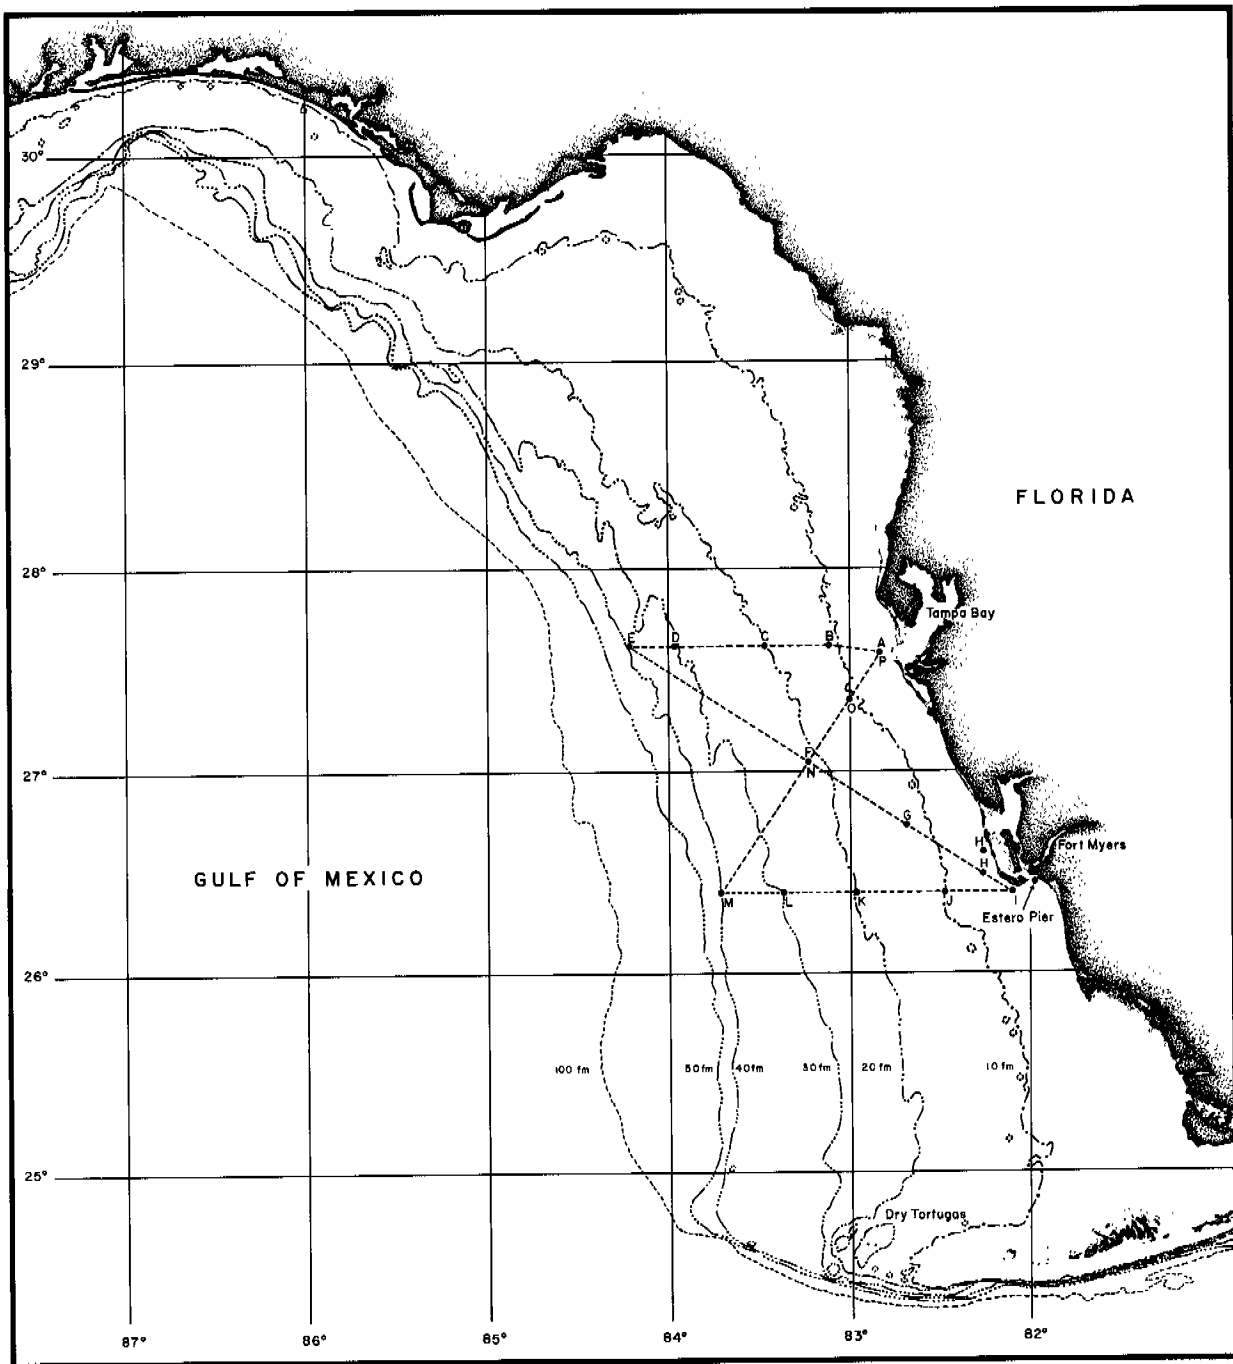 30°
29°
FLORIDA
28°
Tampa Bay
E D C B A
P
O
27°
F
N
G
H
Fort Myers
H
GULF OF MEXICO
M L K J I
Estero Pier
26°
100 fm 50 fm 40 fm 30 fm 20 fm 10 fm
25°
Dry Tortugas
87° 86° 85° 84° 83° 82°